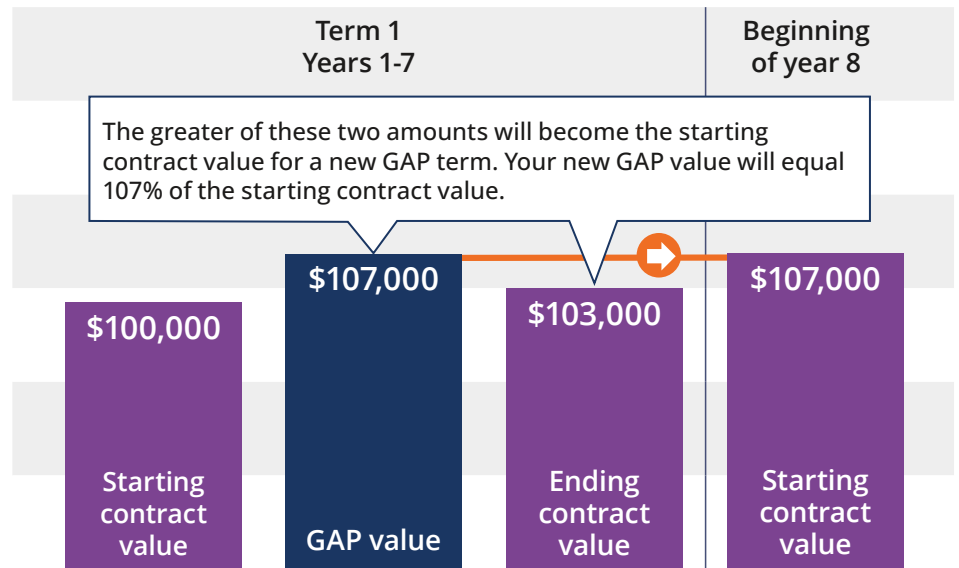 Term 1
Years 1-7
Beginning
of year 8
The greater of these two amounts will become the starting
contract value for a new GAP term. Your new GAP value will equal
107% of the starting contract value.
$100,000
Starting
contract
value
$107,000
GAP value
$103,000
Ending
contract
value
$107,000
Starting
contract
value